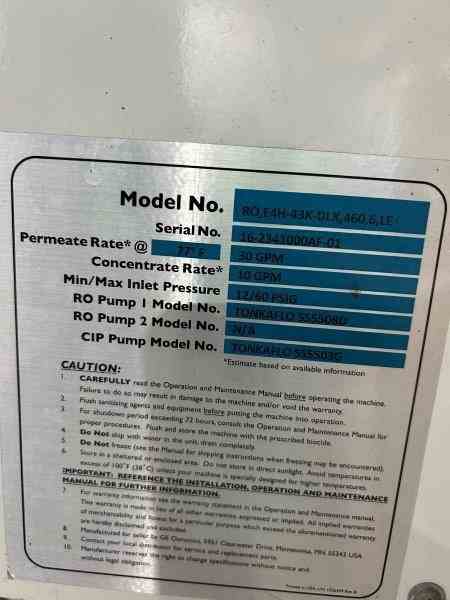 Model No. RO,E4H-43K-DLX,460,6,LE
Serial No. 16-2341000AF-01
Permeate Rate* @ 77° F 30 GPM
Concentrate Rate* 10 GPM
Min/Max Inlet Pressure 12/60 PSIG
RO Pump 1 Model No. TONKAFLO SS5508D
RO Pump 2 Model No. N/A
CIP Pump Model No. TONKAFLO SS5503G
*Estimate based on available information
CAUTION:
1. CAREFULLY read the Operation and Maintenance Manual before operating the machine.
Failure to do so may result in damage to the machine and/or void the warranty.
2. Flush sanitizing agents and equipment before putting the machine into operation.
3. For shutdown period exceeding 72 hours, consult the Operation and Maintenance Manual for
proper procedures. Flush and store the machine with the prescribed biocide.
4. Do Not ship with water in the unit; drain completely.
5. Do Not freeze (see the Manual for shipping instructions when freezing may be encountered).
6. Store in a sheltered or enclosed area. Do not store in direct sunlight. Avoid temperatures in
excess of 100°F (38°C) unless your machine is specially designed for higher temperatures.
IMPORTANT: REFERENCE THE INSTALLATION, OPERATION AND MAINTENANCE
MANUAL FOR FURTHER INFORMATION.
7. For warranty information see the warranty statement in the Operation and Maintenance manual.
This warranty is made in lieu of all other warranties expressed or implied. All implied warranties
of merchantability and fitness for a particular purpose which exceed the aforementioned warranty
are hereby disclaimed and excluded.
8. Manufactured for seller by GE Osmonics, 5951 Clearwater Drive, Minnetonka, MN 55343 USA
9. Contact your local distributor for service and replacement parts.
10. Manufacturer reserves the right to change specifications without notice and
without legal obligation.
Printed in USA